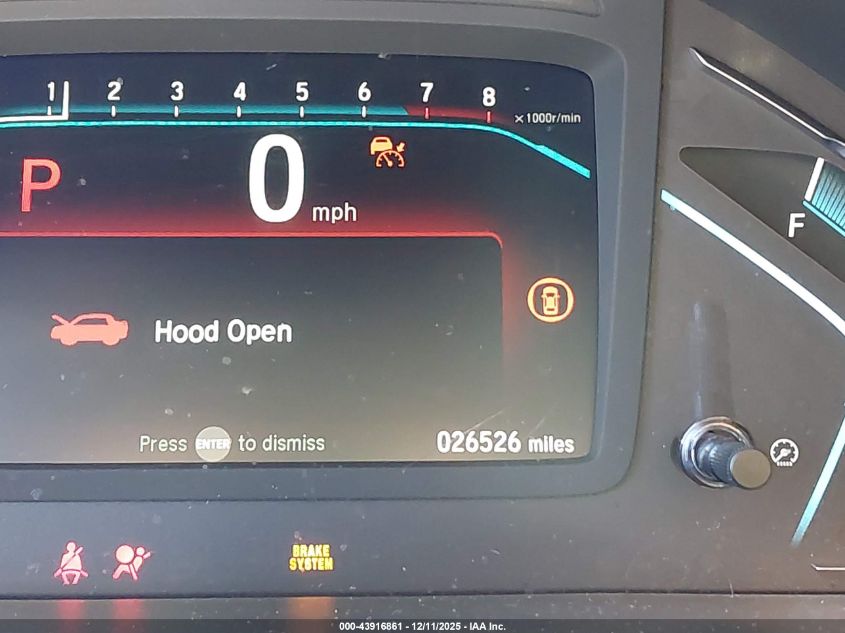 1 2 3 4 5 6 7 8
x1000r/min
P 0 mph
F
Hood Open
Press ENTER to dismiss
026526 miles
BRAKE
SYSTEM
000-43916861 - 12/11/2025 - IAA Inc.